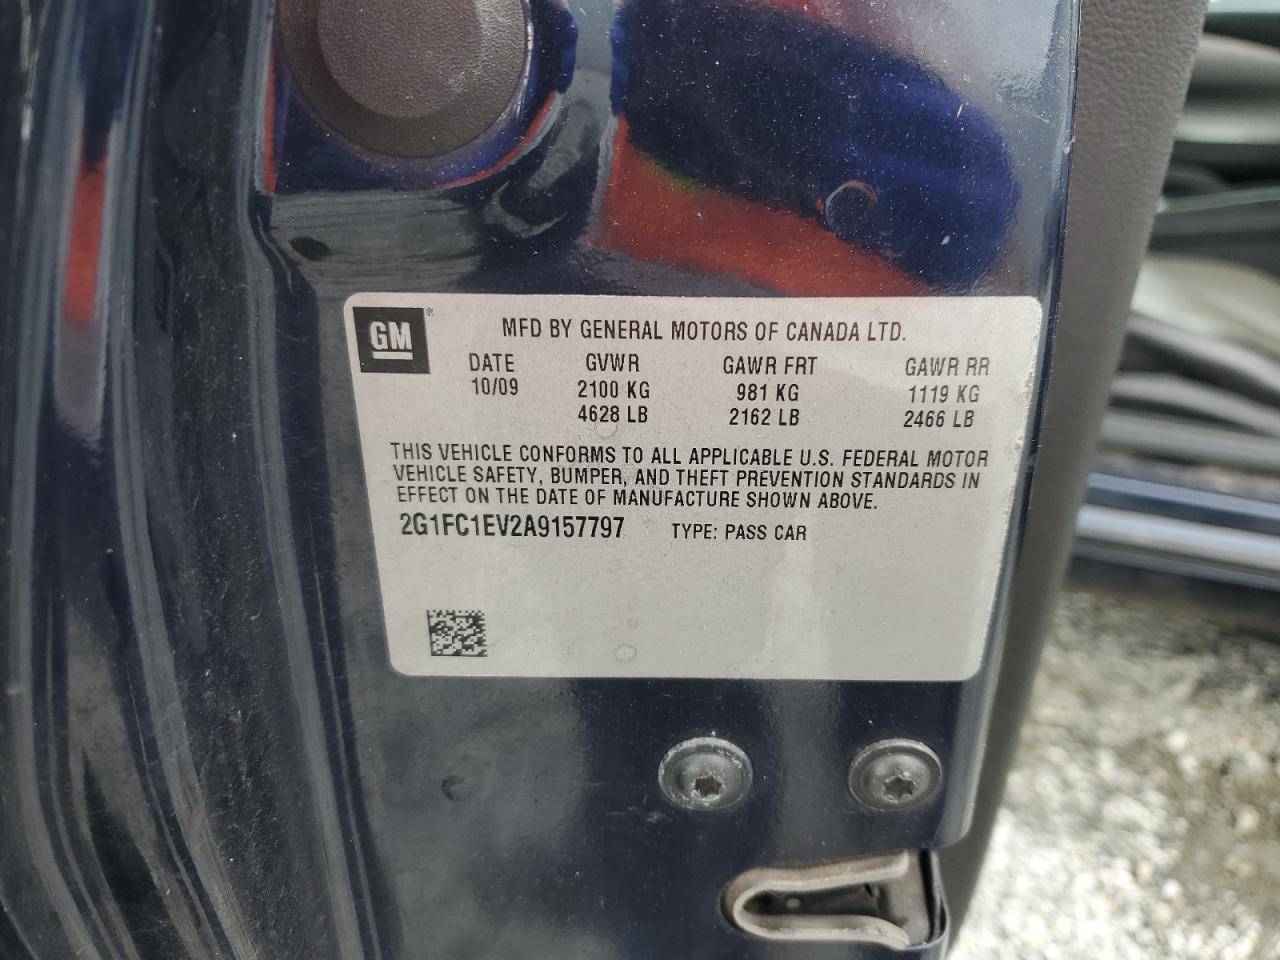 GM®
MFD BY GENERAL MOTORS OF CANADA LTD.
DATE GVWR GAWR FRT GAWR RR
10/09 2100 KG 981 KG 1119 KG
4628 LB 2162 LB 2466 LB
THIS VEHICLE CONFORMS TO ALL APPLICABLE U.S. FEDERAL MOTOR
VEHICLE SAFETY, BUMPER, AND THEFT PREVENTION STANDARDS IN
EFFECT ON THE DATE OF MANUFACTURE SHOWN ABOVE.
2G1FC1EV2A9157797 TYPE: PASS CAR